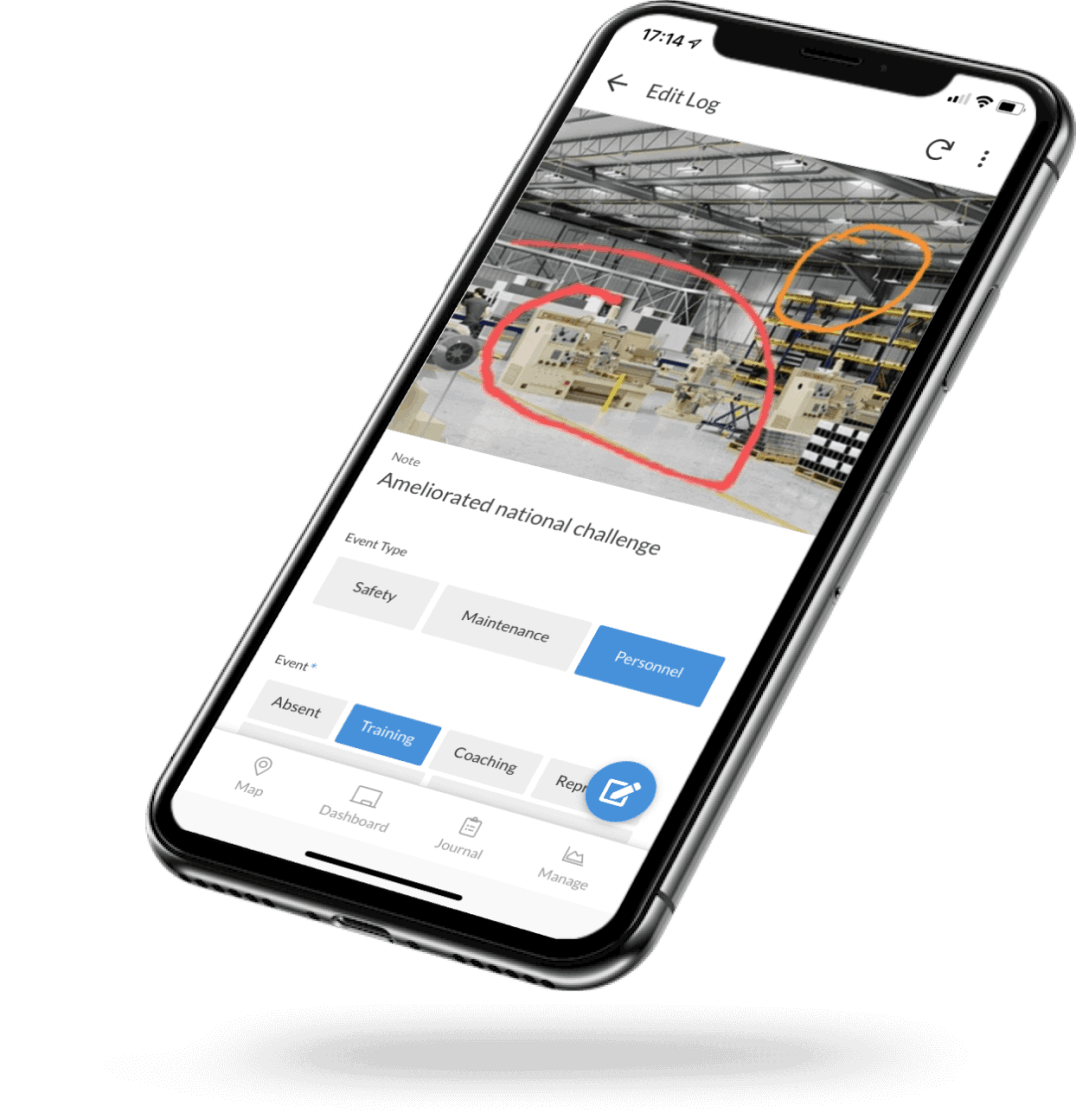 17:14
Edit Log
Note
Ameliorated national challenge
Event Type
Safety Maintenance Personnel
Event *
Absent Training Coaching Repr
Map Dashboard Journal Manage